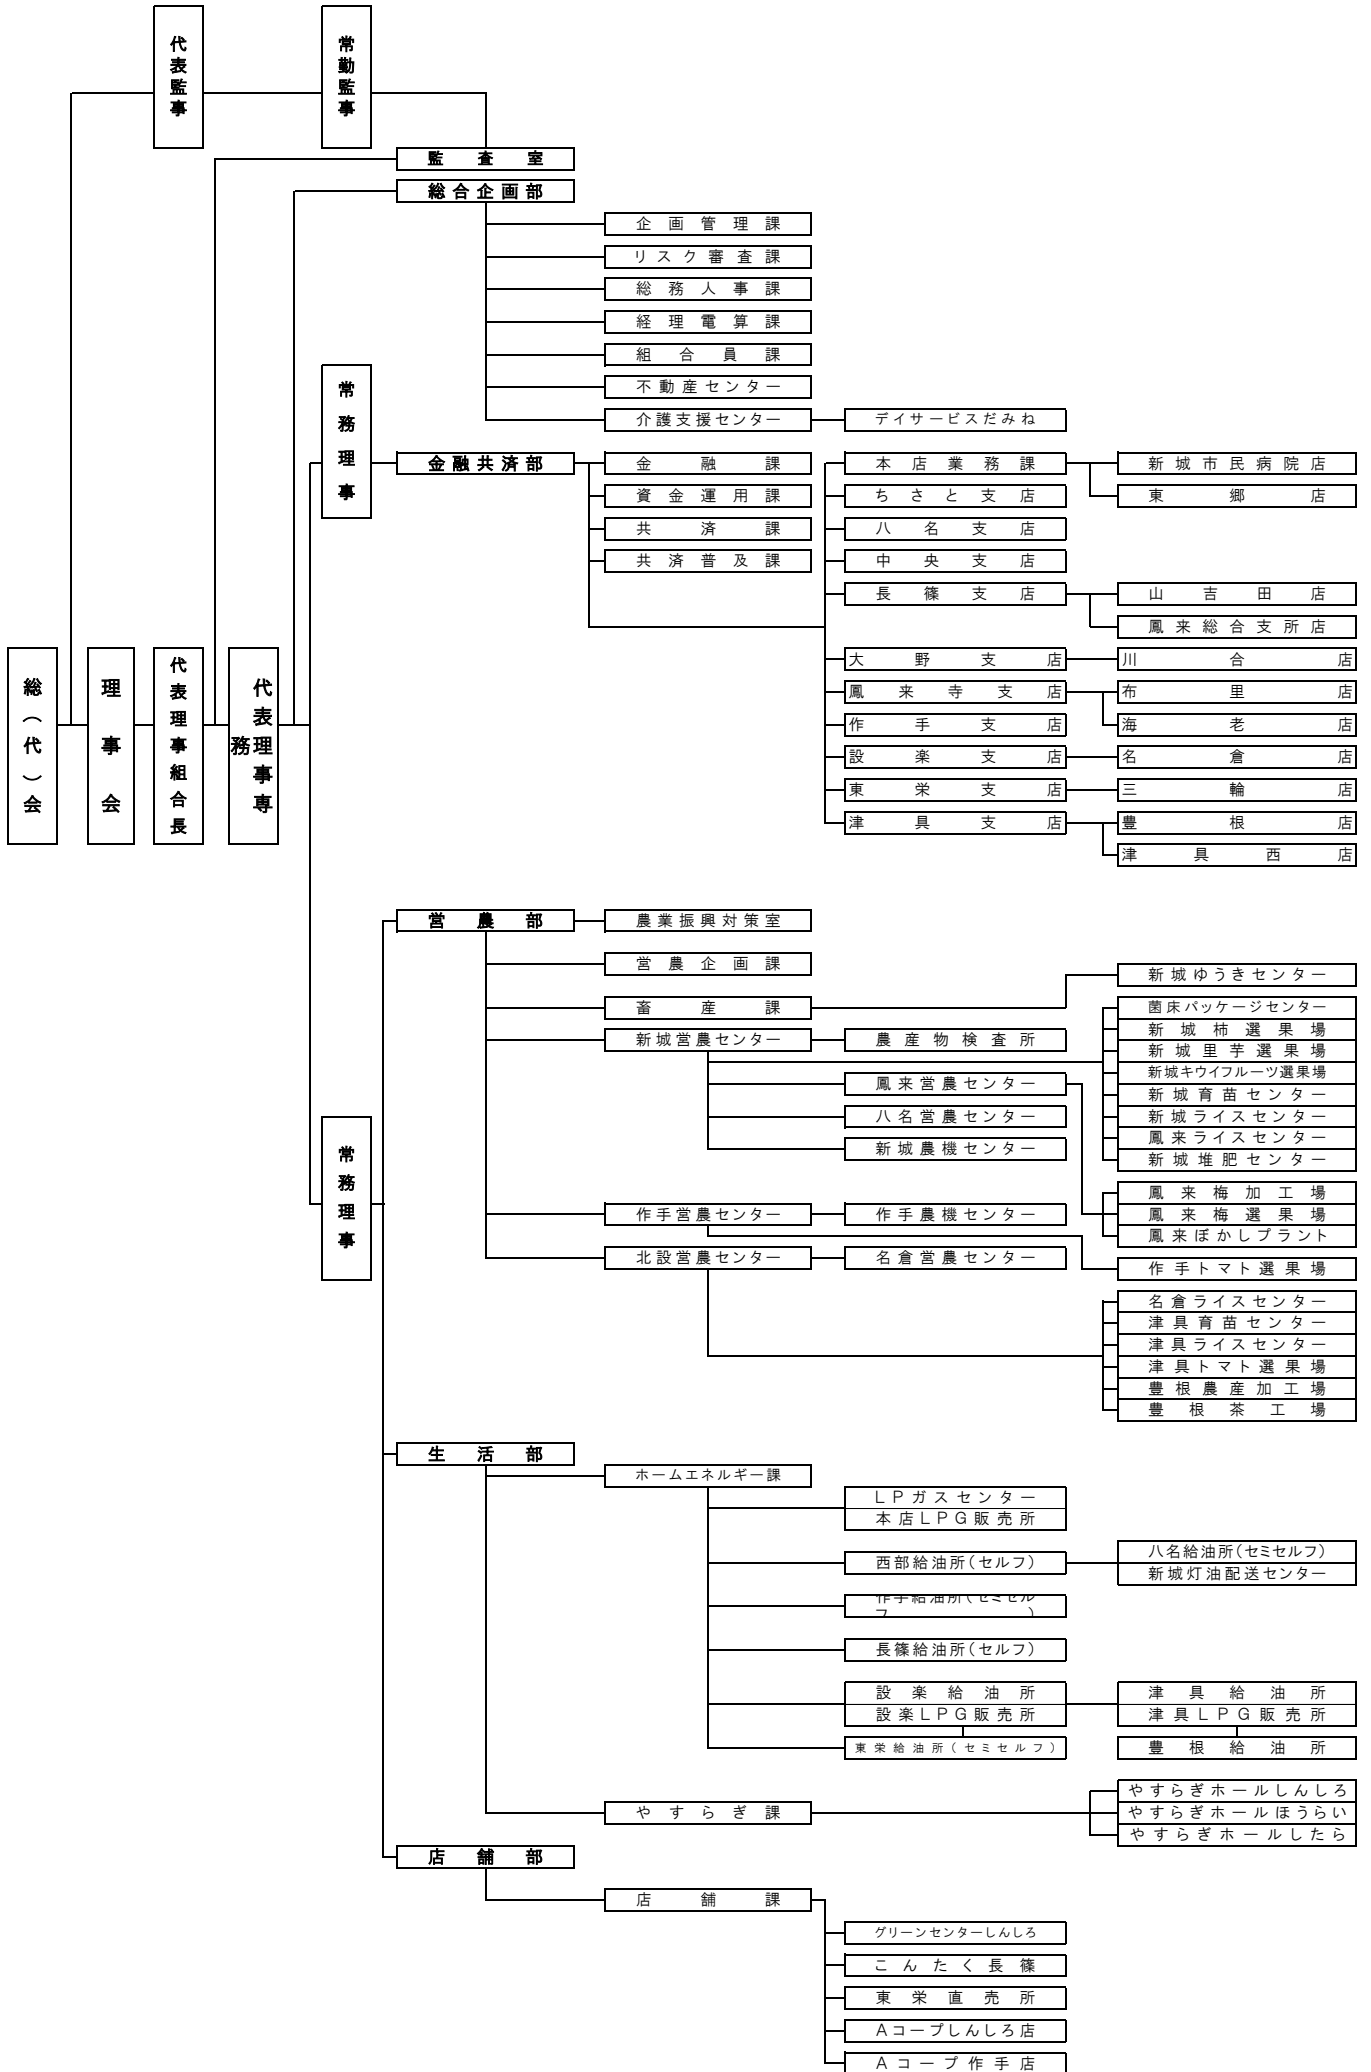 代表監事
常勤監事
監査室
総合企画部
企画管理課
リスク審査課
総務人事課
経理電算課
組合員課
不動産センター
介護支援センター
デイサービスだみね
総（代）会
理事会
代表理事組合長
代表理事専務
常務理事
金融共済部
金融課
資金運用課
共済課
共済普及課
本店業務課
新城市民病院店
東郷店
ちさと支店
八名支店
中央支店
長篠支店
山吉田店
鳳来総合支所店
大野支店
川合店
鳳来寺支店
布里店
海老店
作手支店
設楽支店
名倉店
東栄支店
三輪店
津具支店
豊根店
津具西店
常務理事
営農部
農業振興対策室
営農企画課
畜産課
新城ゆうきセンター
新城営農センター
農産物検査所
菌床パッケージセンター
新城柿選果場
新城里芋選果場
新城キウイフルーツ選果場
新城育苗センター
新城ライスセンター
鳳来ライスセンター
新城堆肥センター
鳳来営農センター
八名営農センター
新城農機センター
鳳来梅加工場
鳳来梅選果場
鳳来ぼかしプラント
作手営農センター
作手農機センター
作手トマト選果場
北設営農センター
名倉営農センター
名倉ライスセンター
津具育苗センター
津具ライスセンター
津具トマト選果場
豊根農産加工場
豊根茶工場
生活部
ホームエネルギー課
ＬＰガスセンター
本店ＬＰＧ販売所
西部給油所（セルフ）
八名給油所（セミセルフ）
新城灯油配送センター
作手給油所（セミセル
フ）
長篠給油所（セルフ）
設楽給油所
設楽ＬＰＧ販売所
津具給油所
津具ＬＰＧ販売所
東栄給油所（セミセルフ）
豊根給油所
やすらぎ課
やすらぎホールしんしろ
やすらぎホールほうらい
やすらぎホールしたら
店舗部
店舗課
グリーンセンターしんしろ
こんたく長篠
東栄直売所
Ａコープしんしろ店
Ａコープ作手店